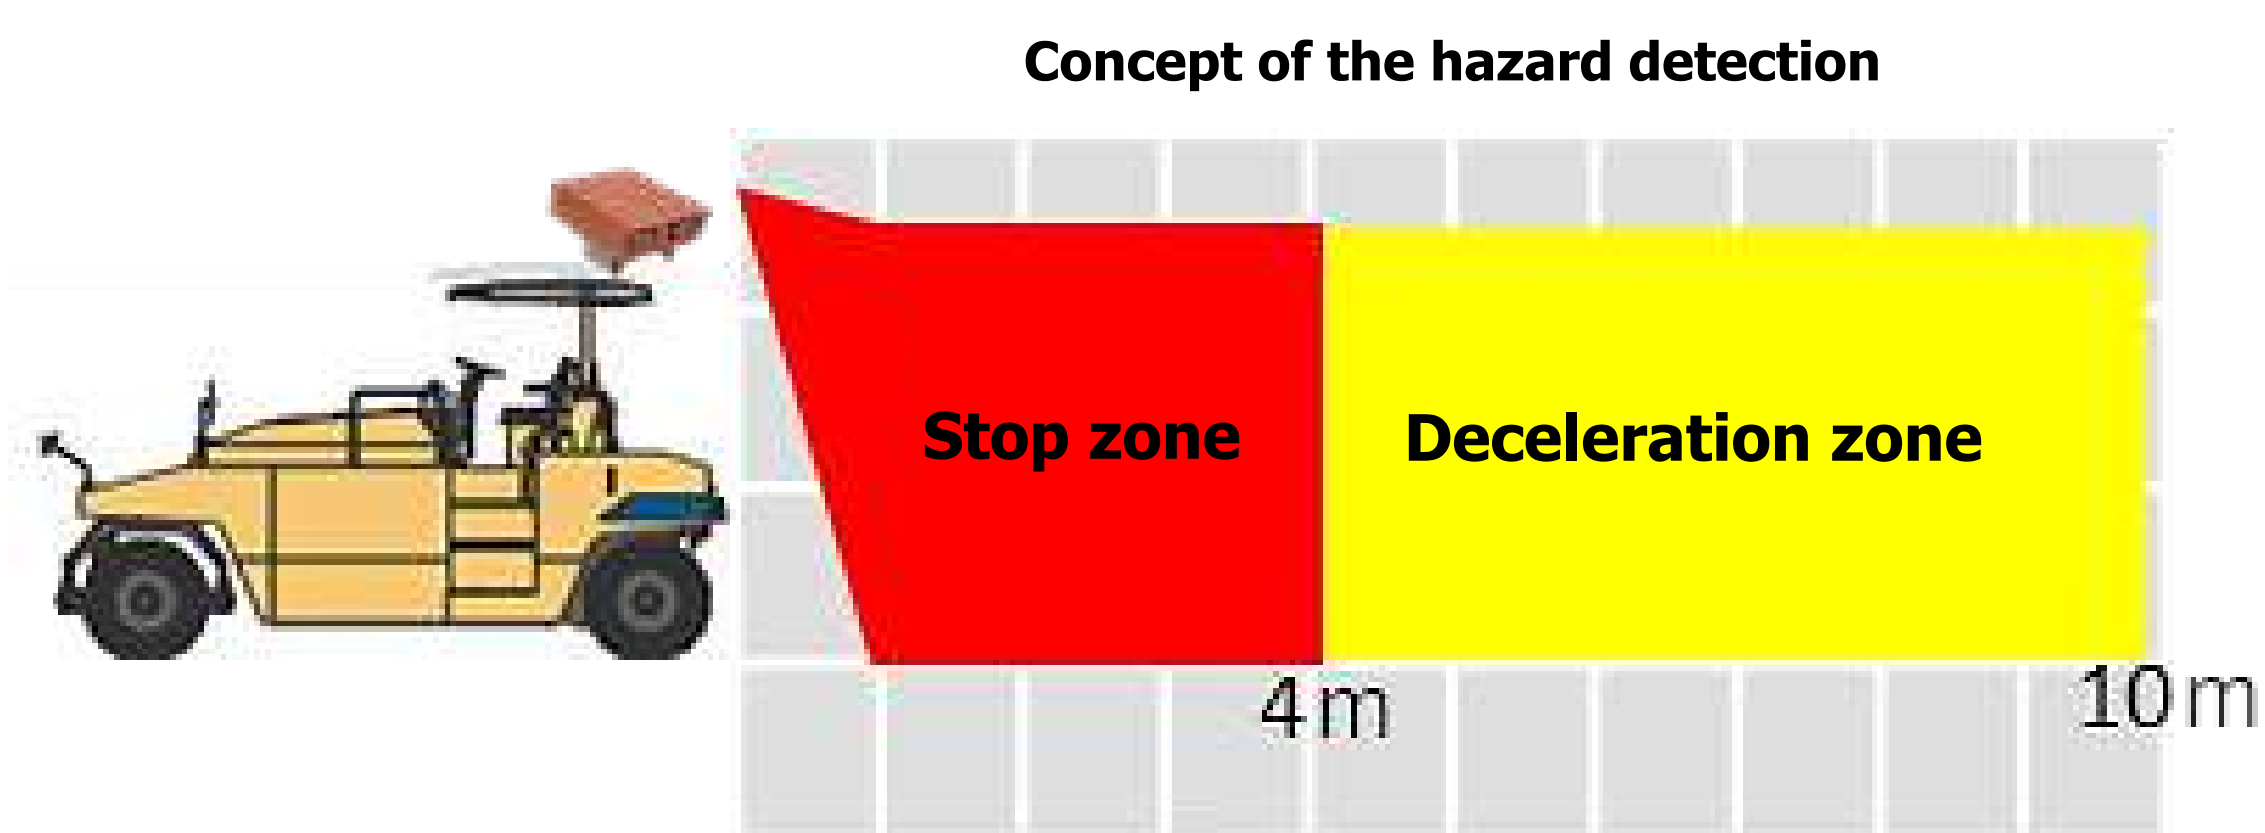 Concept of the hazard detection
Stop zone
Deceleration zone
4m
10m